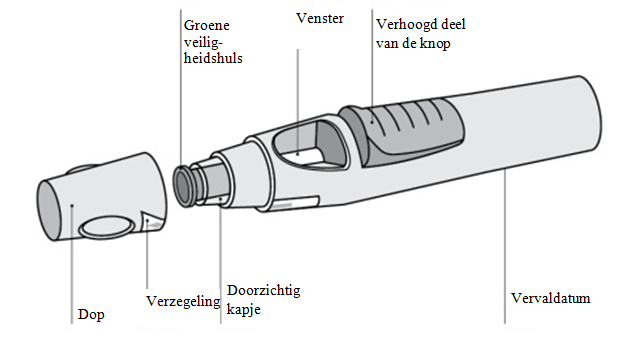 Groene
veilig-
heidshuls
Venster
Verhoogd deel
van de knop
Dop
Verzegeling
Doorzichtig
kapje
Vervaldatum